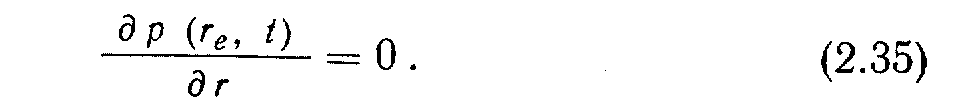 ∂p (r_e, t) / ∂r = 0 . (2.35)